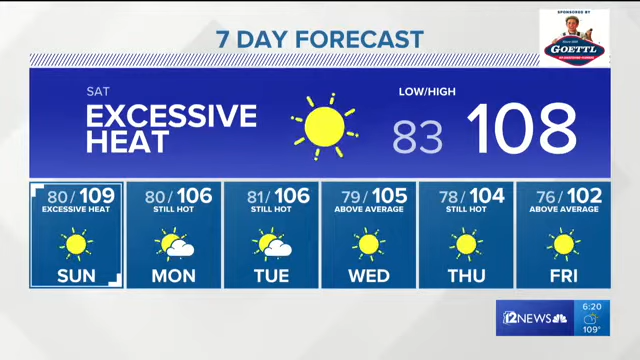 SPONSORED BY
GOETTL
7 DAY FORECAST
SAT
EXCESSIVE
HEAT
LOW/HIGH
83 108
80/109
EXCESSIVE HEAT
SUN
80/106
STILL HOT
MON
81/106
STILL HOT
TUE
79/105
ABOVE AVERAGE
WED
78/104
STILL HOT
THU
76/102
ABOVE AVERAGE
FRI
12NEWS
6:20
109°